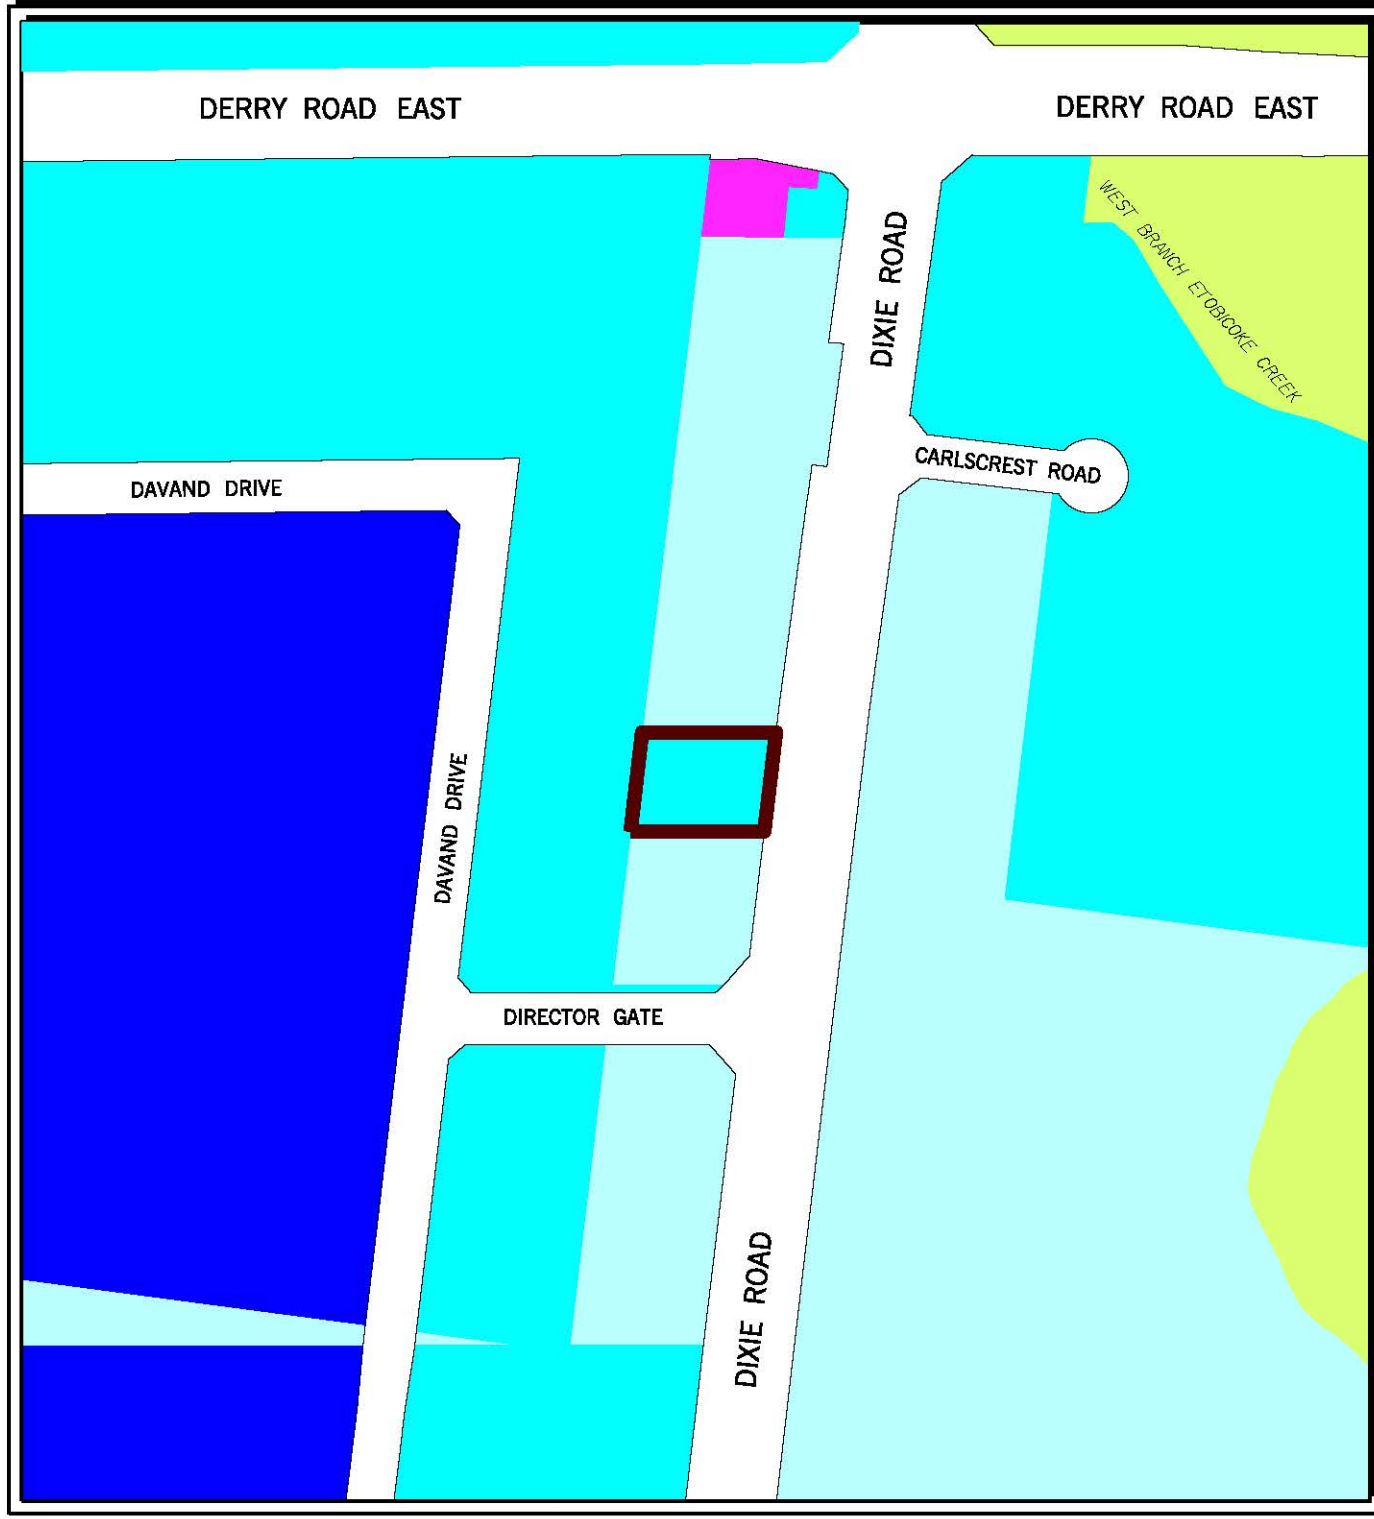 DERRY ROAD EAST
DERRY ROAD EAST
WEST BRANCH ETOBICOKE CREEK
DIXIE ROAD
CARLSCREST ROAD
DAVAND DRIVE
DAVAND DRIVE
DIRECTOR GATE
DIXIE ROAD